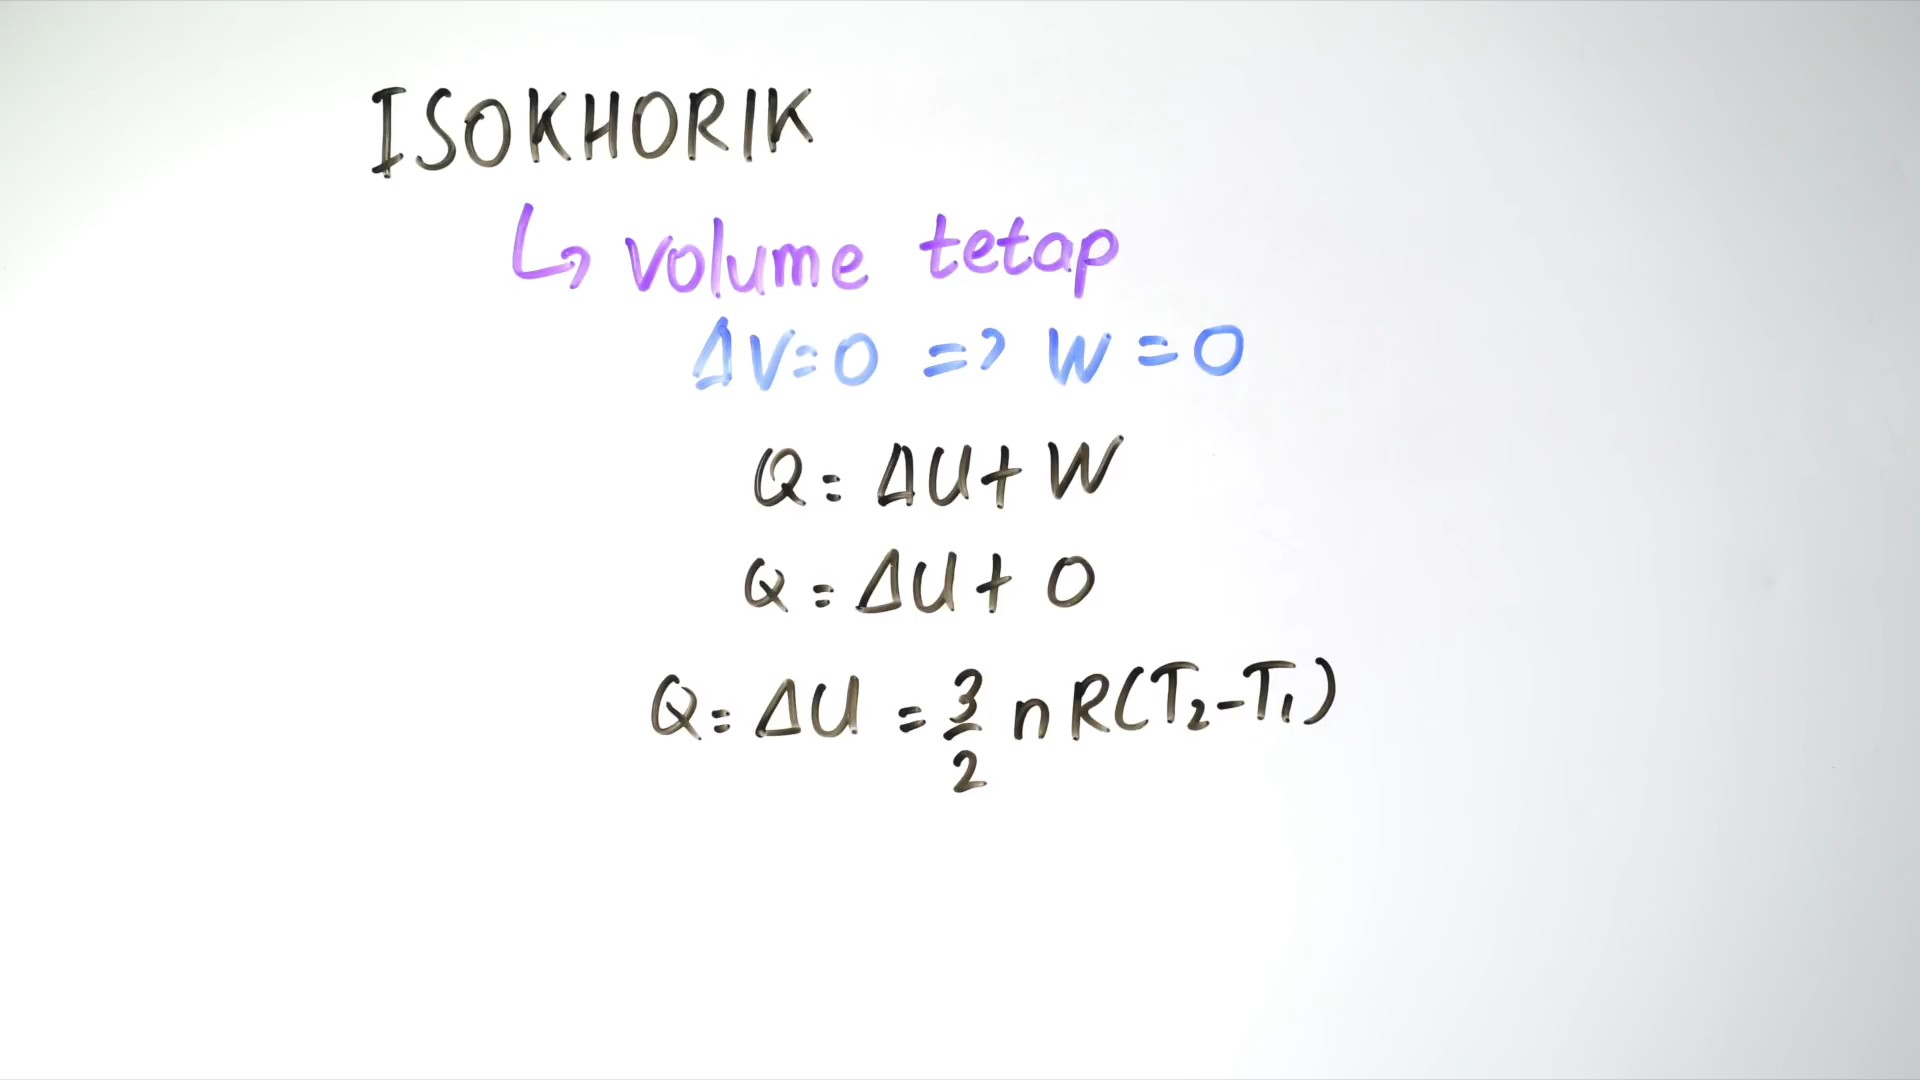 ISOKHORIK
↳ volume tetap
ΔV=0 => W=0
Q = ΔU + W
Q = ΔU + 0
Q = ΔU = 3/2 nR(T₂-T₁)